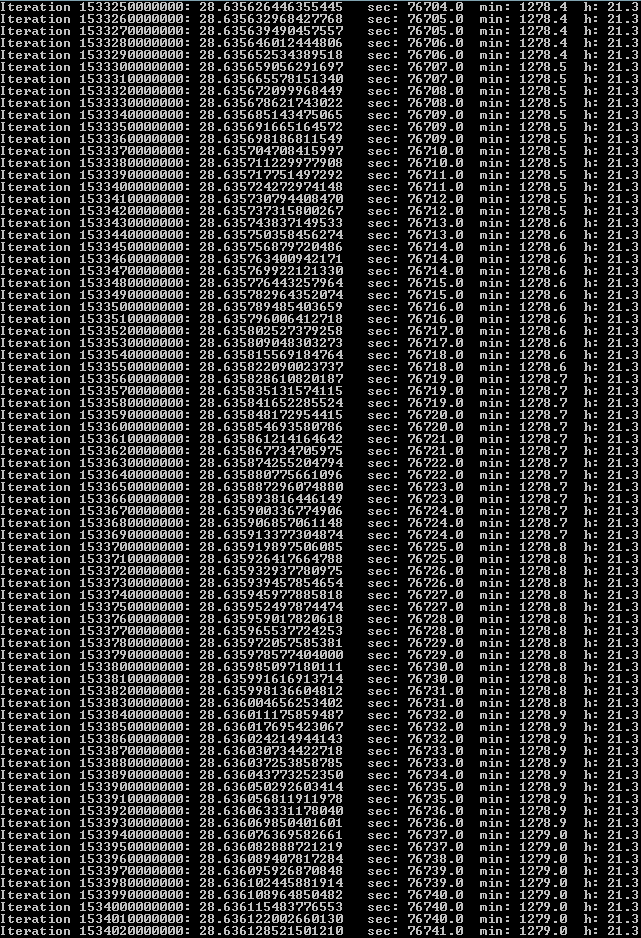 Iteration 1533250000000: 28.635626446355445   sec: 76704.0  min: 1278.4  h: 21.3
Iteration 1533260000000: 28.635632968427768   sec: 76705.0  min: 1278.4  h: 21.3
Iteration 1533270000000: 28.635639490457557   sec: 76705.0  min: 1278.4  h: 21.3
Iteration 1533280000000: 28.635646012444806   sec: 76706.0  min: 1278.4  h: 21.3
Iteration 1533290000000: 28.635652534389518   sec: 76706.0  min: 1278.4  h: 21.3
Iteration 1533300000000: 28.635659056291697   sec: 76707.0  min: 1278.5  h: 21.3
Iteration 1533310000000: 28.635665578151340   sec: 76707.0  min: 1278.5  h: 21.3
Iteration 1533320000000: 28.635672099968449   sec: 76708.0  min: 1278.5  h: 21.3
Iteration 1533330000000: 28.635678621743022   sec: 76708.0  min: 1278.5  h: 21.3
Iteration 1533340000000: 28.635685143475065   sec: 76709.0  min: 1278.5  h: 21.3
Iteration 1533350000000: 28.635691665164572   sec: 76709.0  min: 1278.5  h: 21.3
Iteration 1533360000000: 28.635698186811549   sec: 76709.0  min: 1278.5  h: 21.3
Iteration 1533370000000: 28.635704708415997   sec: 76710.0  min: 1278.5  h: 21.3
Iteration 1533380000000: 28.635711229977908   sec: 76710.0  min: 1278.5  h: 21.3
Iteration 1533390000000: 28.635717751497292   sec: 76711.0  min: 1278.5  h: 21.3
Iteration 1533400000000: 28.635724272974148   sec: 76711.0  min: 1278.5  h: 21.3
Iteration 1533410000000: 28.635730794408470   sec: 76712.0  min: 1278.5  h: 21.3
Iteration 1533420000000: 28.635737315800267   sec: 76712.0  min: 1278.5  h: 21.3
Iteration 1533430000000: 28.635743837149533   sec: 76713.0  min: 1278.6  h: 21.3
Iteration 1533440000000: 28.635750358456274   sec: 76713.0  min: 1278.6  h: 21.3
Iteration 1533450000000: 28.635756879720486   sec: 76714.0  min: 1278.6  h: 21.3
Iteration 1533460000000: 28.635763400942171   sec: 76714.0  min: 1278.6  h: 21.3
Iteration 1533470000000: 28.635769922121330   sec: 76714.0  min: 1278.6  h: 21.3
Iteration 1533480000000: 28.635776443257964   sec: 76715.0  min: 1278.6  h: 21.3
Iteration 1533490000000: 28.635782964352074   sec: 76715.0  min: 1278.6  h: 21.3
Iteration 1533500000000: 28.635789485403659   sec: 76716.0  min: 1278.6  h: 21.3
Iteration 1533510000000: 28.635796006412718   sec: 76716.0  min: 1278.6  h: 21.3
Iteration 1533520000000: 28.635802527379258   sec: 76717.0  min: 1278.6  h: 21.3
Iteration 1533530000000: 28.635809048303273   sec: 76717.0  min: 1278.6  h: 21.3
Iteration 1533540000000: 28.635815569184764   sec: 76718.0  min: 1278.6  h: 21.3
Iteration 1533550000000: 28.635822090023737   sec: 76718.0  min: 1278.6  h: 21.3
Iteration 1533560000000: 28.635828610820187   sec: 76719.0  min: 1278.7  h: 21.3
Iteration 1533570000000: 28.635835131574115   sec: 76719.0  min: 1278.7  h: 21.3
Iteration 1533580000000: 28.635841652285524   sec: 76719.0  min: 1278.7  h: 21.3
Iteration 1533590000000: 28.635848172954415   sec: 76720.0  min: 1278.7  h: 21.3
Iteration 1533600000000: 28.635854693580786   sec: 76720.0  min: 1278.7  h: 21.3
Iteration 1533610000000: 28.635861214164642   sec: 76721.0  min: 1278.7  h: 21.3
Iteration 1533620000000: 28.635867734705975   sec: 76721.0  min: 1278.7  h: 21.3
Iteration 1533630000000: 28.635874255204794   sec: 76722.0  min: 1278.7  h: 21.3
Iteration 1533640000000: 28.635880775661096   sec: 76722.0  min: 1278.7  h: 21.3
Iteration 1533650000000: 28.635887296074880   sec: 76723.0  min: 1278.7  h: 21.3
Iteration 1533660000000: 28.635893816446149   sec: 76723.0  min: 1278.7  h: 21.3
Iteration 1533670000000: 28.635900336774906   sec: 76724.0  min: 1278.7  h: 21.3
Iteration 1533680000000: 28.635906857061148   sec: 76724.0  min: 1278.7  h: 21.3
Iteration 1533690000000: 28.635913377304874   sec: 76724.0  min: 1278.7  h: 21.3
Iteration 1533700000000: 28.635919897506085   sec: 76725.0  min: 1278.8  h: 21.3
Iteration 1533710000000: 28.635926417664788   sec: 76725.0  min: 1278.8  h: 21.3
Iteration 1533720000000: 28.635932937780975   sec: 76726.0  min: 1278.8  h: 21.3
Iteration 1533730000000: 28.635939457854654   sec: 76726.0  min: 1278.8  h: 21.3
Iteration 1533740000000: 28.635945977885818   sec: 76727.0  min: 1278.8  h: 21.3
Iteration 1533750000000: 28.635952497874474   sec: 76727.0  min: 1278.8  h: 21.3
Iteration 1533760000000: 28.635959017820618   sec: 76728.0  min: 1278.8  h: 21.3
Iteration 1533770000000: 28.635965537724253   sec: 76728.0  min: 1278.8  h: 21.3
Iteration 1533780000000: 28.635972057585381   sec: 76729.0  min: 1278.8  h: 21.3
Iteration 1533790000000: 28.635978577404000   sec: 76729.0  min: 1278.8  h: 21.3
Iteration 1533800000000: 28.635985097180111   sec: 76730.0  min: 1278.8  h: 21.3
Iteration 1533810000000: 28.635991616913714   sec: 76730.0  min: 1278.8  h: 21.3
Iteration 1533820000000: 28.635998136604812   sec: 76731.0  min: 1278.8  h: 21.3
Iteration 1533830000000: 28.636004656253402   sec: 76731.0  min: 1278.8  h: 21.3
Iteration 1533840000000: 28.636011175859487   sec: 76732.0  min: 1278.9  h: 21.3
Iteration 1533850000000: 28.636017695423067   sec: 76732.0  min: 1278.9  h: 21.3
Iteration 1533860000000: 28.636024214944143   sec: 76732.0  min: 1278.9  h: 21.3
Iteration 1533870000000: 28.636030734422718   sec: 76733.0  min: 1278.9  h: 21.3
Iteration 1533880000000: 28.636037253858785   sec: 76733.0  min: 1278.9  h: 21.3
Iteration 1533890000000: 28.636043773252350   sec: 76734.0  min: 1278.9  h: 21.3
Iteration 1533900000000: 28.636050292603414   sec: 76735.0  min: 1278.9  h: 21.3
Iteration 1533910000000: 28.636056811911978   sec: 76735.0  min: 1278.9  h: 21.3
Iteration 1533920000000: 28.636063331178040   sec: 76736.0  min: 1278.9  h: 21.3
Iteration 1533930000000: 28.636069850401601   sec: 76736.0  min: 1278.9  h: 21.3
Iteration 1533940000000: 28.636076369582661   sec: 76737.0  min: 1279.0  h: 21.3
Iteration 1533950000000: 28.636082888721219   sec: 76737.0  min: 1279.0  h: 21.3
Iteration 1533960000000: 28.636089407817284   sec: 76738.0  min: 1279.0  h: 21.3
Iteration 1533970000000: 28.636095926870848   sec: 76739.0  min: 1279.0  h: 21.3
Iteration 1533980000000: 28.636102445881914   sec: 76739.0  min: 1279.0  h: 21.3
Iteration 1533990000000: 28.636108964850482   sec: 76740.0  min: 1279.0  h: 21.3
Iteration 1534000000000: 28.636115483776553   sec: 76740.0  min: 1279.0  h: 21.3
Iteration 1534010000000: 28.636122002660130   sec: 76740.0  min: 1279.0  h: 21.3
Iteration 1534020000000: 28.636128521501210   sec: 76741.0  min: 1279.0  h: 21.3